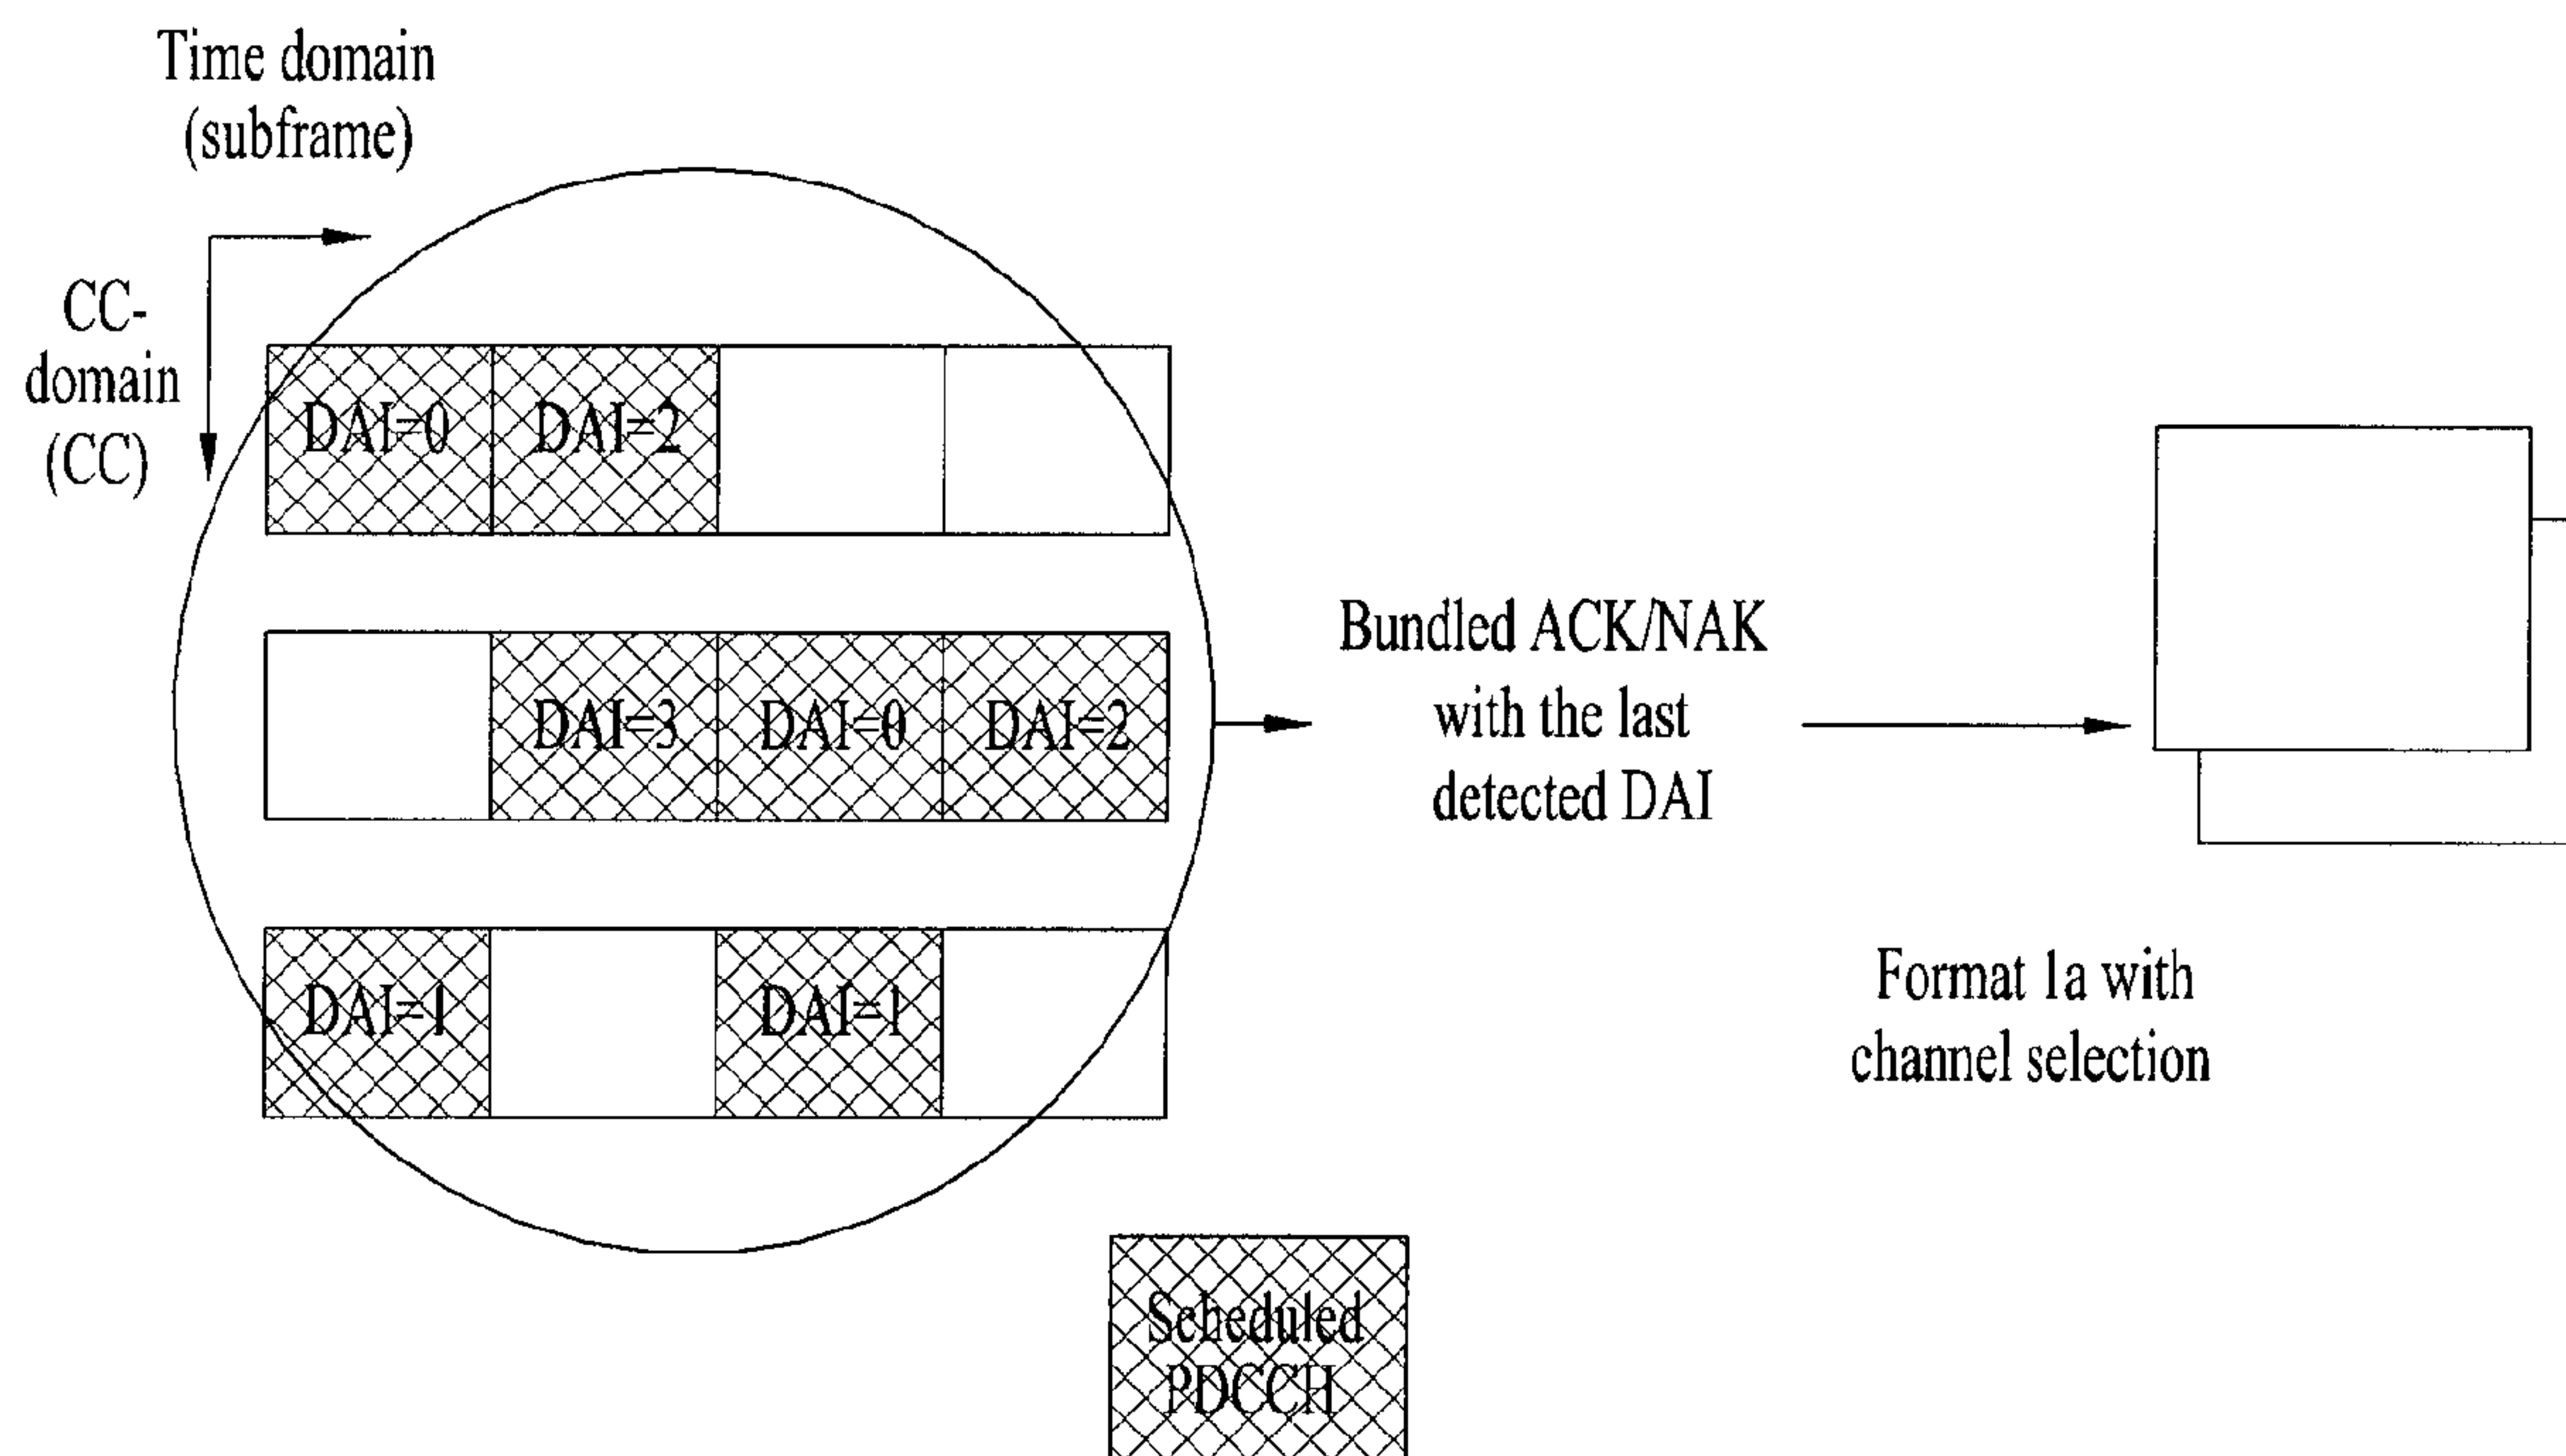 Time domain
(subframe)
CC-
domain
(CC)
DAI=0 DAI=2
DAI=3 DAI=0 DAI=2
DAI=1 DAI=1
Bundled ACK/NAK
with the last
detected DAI
Format 1a with
channel selection
Scheduled
PDCCH